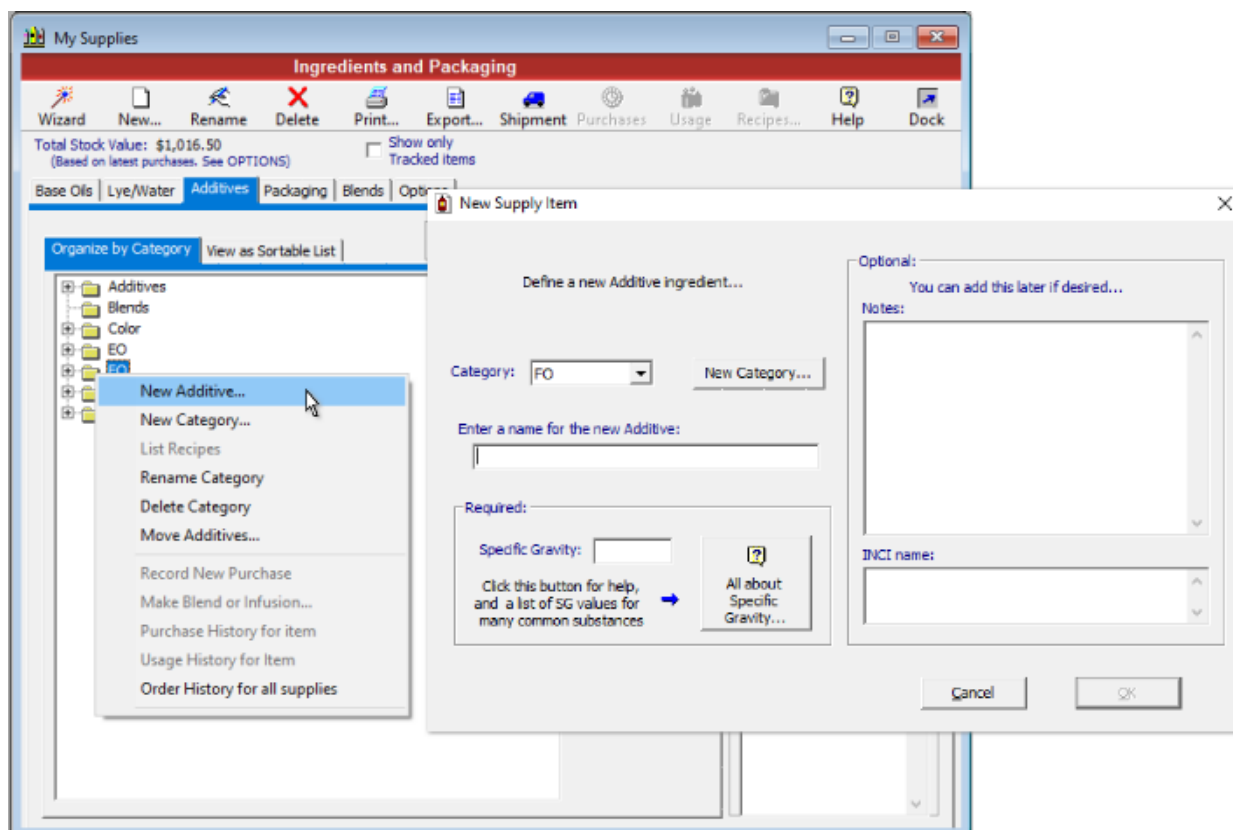 My Supplies
Ingredients and Packaging
Wizard New... Rename Delete Print... Export... Shipment Purchases Usage Recipes... Help Dock
Total Stock Value: $1,016.50
(Based on latest purchases. See OPTIONS)
Show only
Tracked items
Base Oils Lye/Water Additives Packaging Blends
Organize by Category View as Sortable List
Additives
Blends
Color
EO
FO
New Additive...
New Category...
List Recipes
Rename Category
Delete Category
Move Additives...
Record New Purchase
Make Blend or Infusion...
Purchase History for item
Usage History for Item
Order History for all supplies
New Supply Item
Define a new Additive ingredient...
Category: FO New Category...
Enter a name for the new Additive:
Required:
Specific Gravity:
Click this button for help,
and a list of SG values for
many common substances
?
All about
Specific
Gravity...
Optional:
You can add this later if desired...
Notes:
INCI name:
Cancel OK